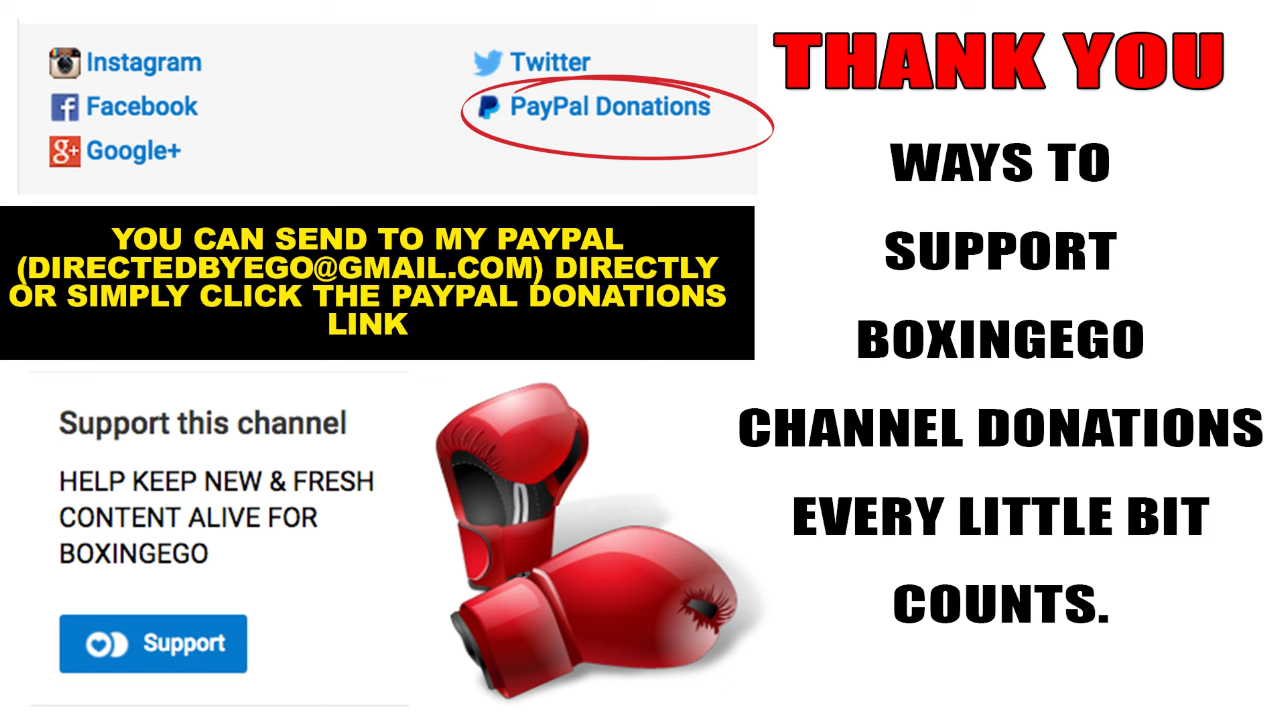 Instagram
Twitter
Facebook
PayPal Donations
Google+
YOU CAN SEND TO MY PAYPAL
(DIRECTEDBYEGO@GMAIL.COM) DIRECTLY
OR SIMPLY CLICK THE PAYPAL DONATIONS
LINK
Support this channel
HELP KEEP NEW & FRESH
CONTENT ALIVE FOR
BOXINGEGO
Support
THANK YOU
WAYS TO
SUPPORT
BOXINGEGO
CHANNEL DONATIONS
EVERY LITTLE BIT
COUNTS.